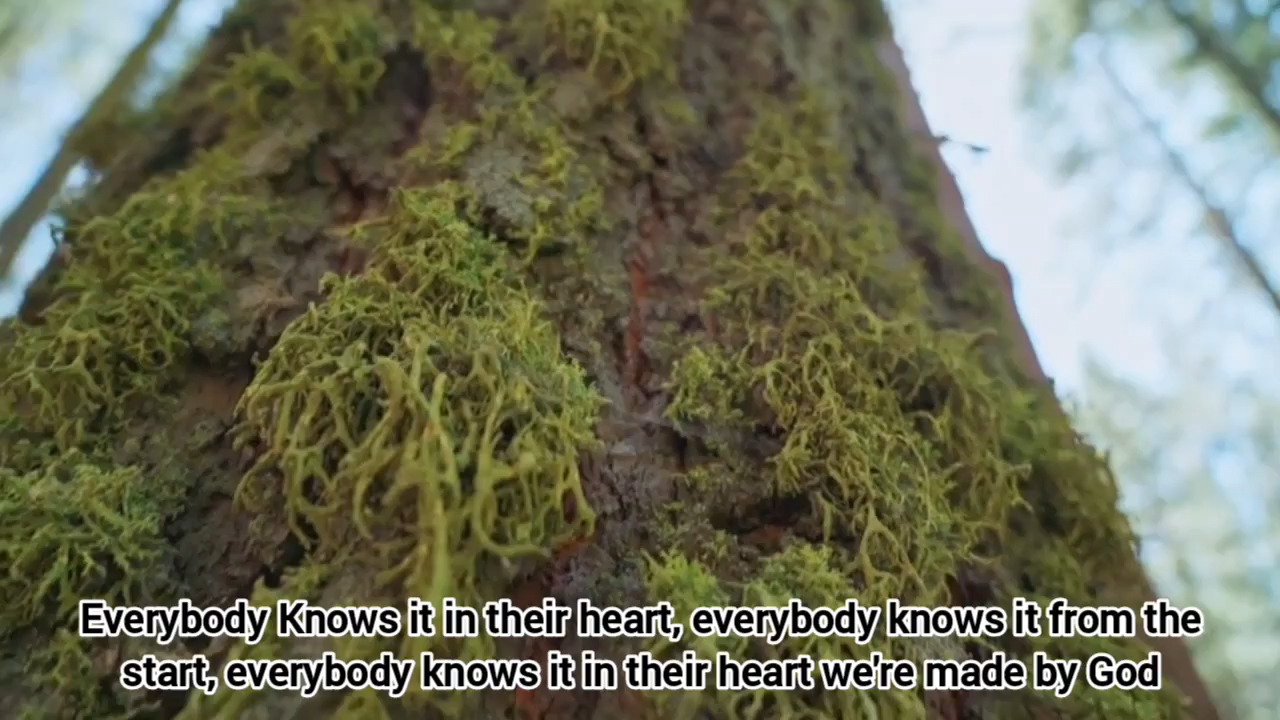 Everybody Knows it in their heart, everybody knows it from the
start, everybody knows it in their heart we're made by God